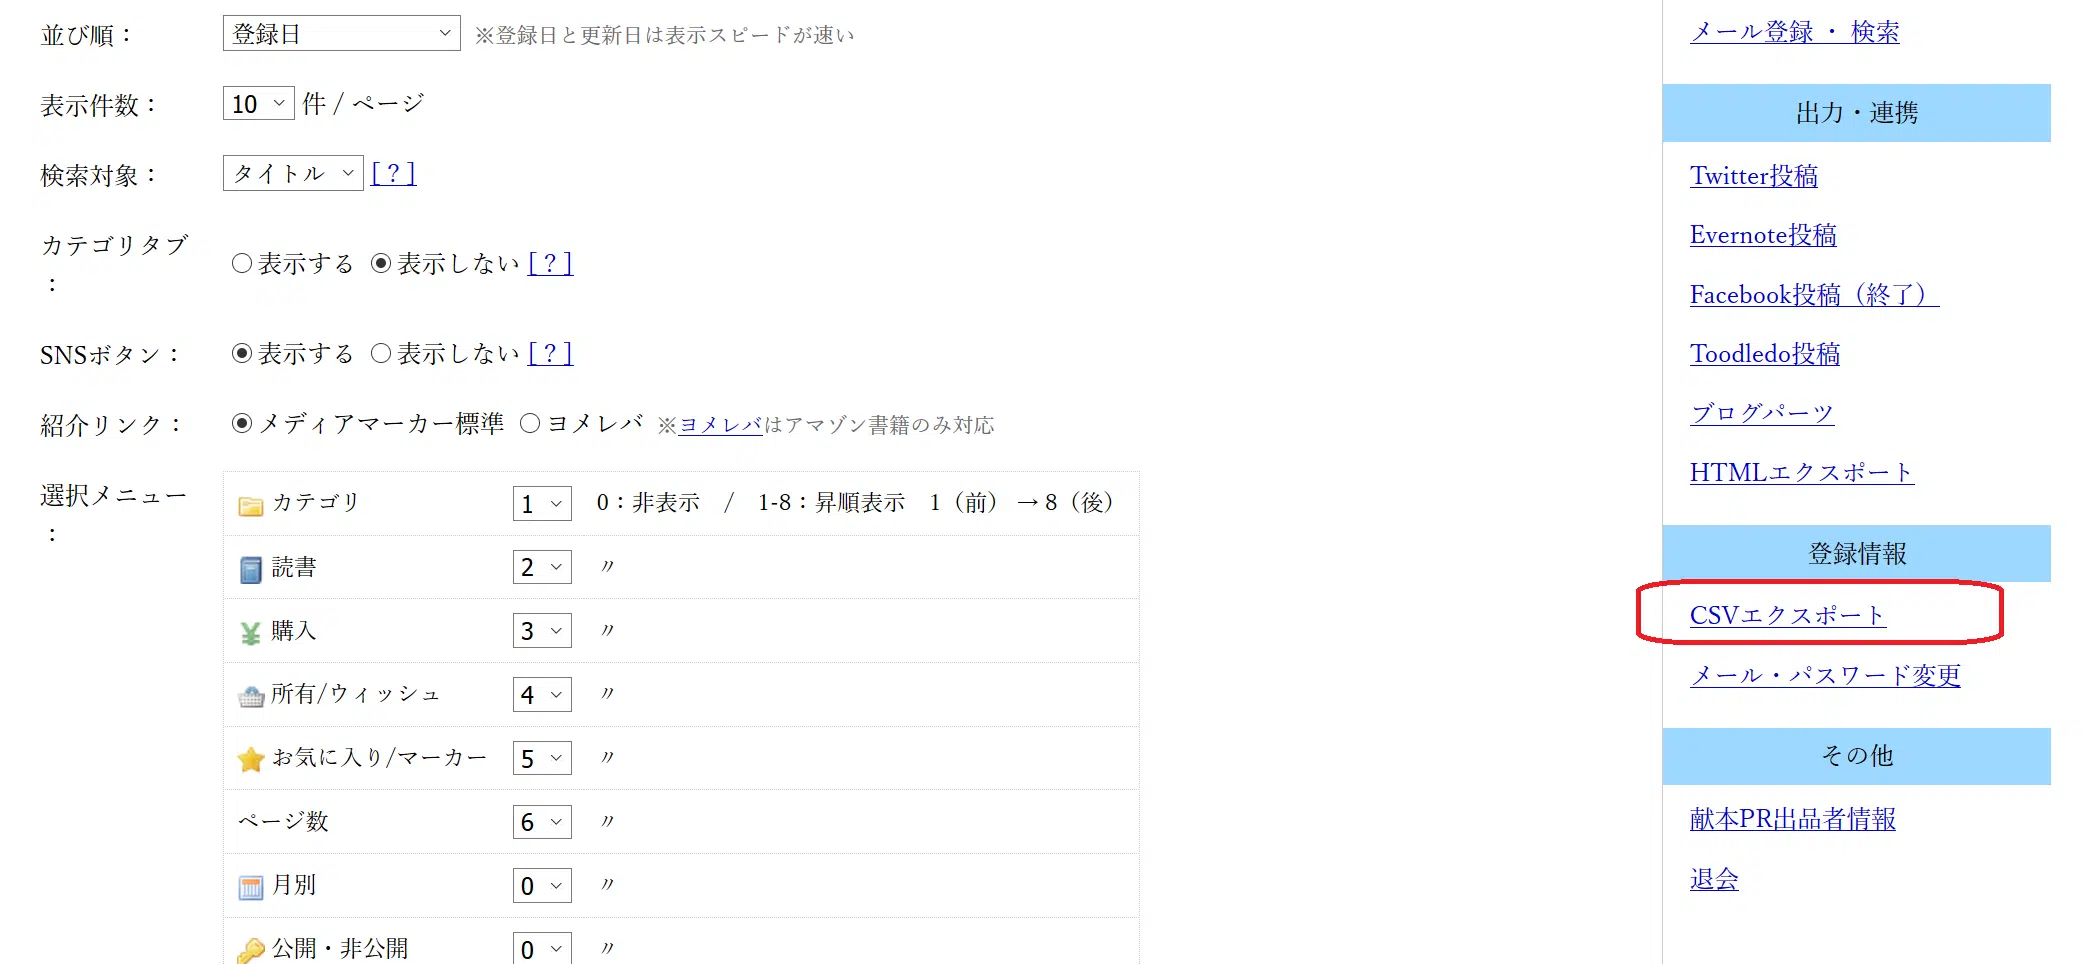 並び順：
登録日
※登録日と更新日は表示スピードが速い
表示件数：
10 件 / ページ
検索対象：
タイトル [ ? ]
カテゴリタブ
：
表示する 表示しない [ ? ]
SNSボタン：
表示する 表示しない [ ? ]
紹介リンク：
メディアマーカー標準 ヨメレバ ※ヨメレバはアマゾン書籍のみ対応
選択メニュー
：
カテゴリ 1 0：非表示 / 1-8：昇順表示 1（前）→ 8（後）
読書 2 〃
購入 3 〃
所有/ウィッシュ 4 〃
お気に入り/マーカー 5 〃
ページ数 6 〃
月別 0 〃
公開・非公開 0 〃
メール登録 ・ 検索
出力・連携
Twitter投稿
Evernote投稿
Facebook投稿（終了）
Toodledo投稿
ブログパーツ
HTMLエクスポート
登録情報
CSVエクスポート
メール・パスワード変更
その他
献本PR出品者情報
退会